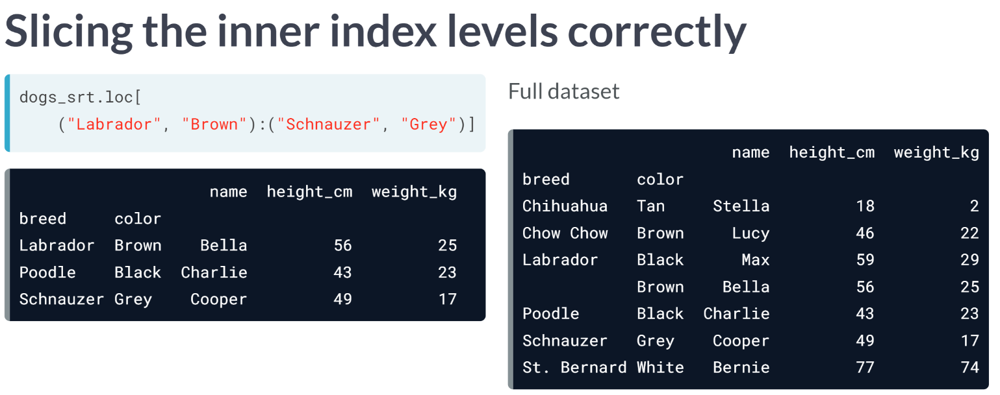 Slicing the inner index levels correctly
dogs_srt.loc[
    ("Labrador", "Brown"):("Schnauzer", "Grey")]
                    name  height_cm  weight_kg
breed     color
Labrador  Brown    Bella         56         25
Poodle    Black  Charlie         43         23
Schnauzer Grey    Cooper         49         17
Full dataset
                      name  height_cm  weight_kg
breed       color
Chihuahua   Tan     Stella         18          2
Chow Chow   Brown     Lucy         46         22
Labrador    Black      Max         59         29
            Brown    Bella         56         25
Poodle      Black  Charlie         43         23
Schnauzer   Grey    Cooper         49         17
St. Bernard White   Bernie         77         74